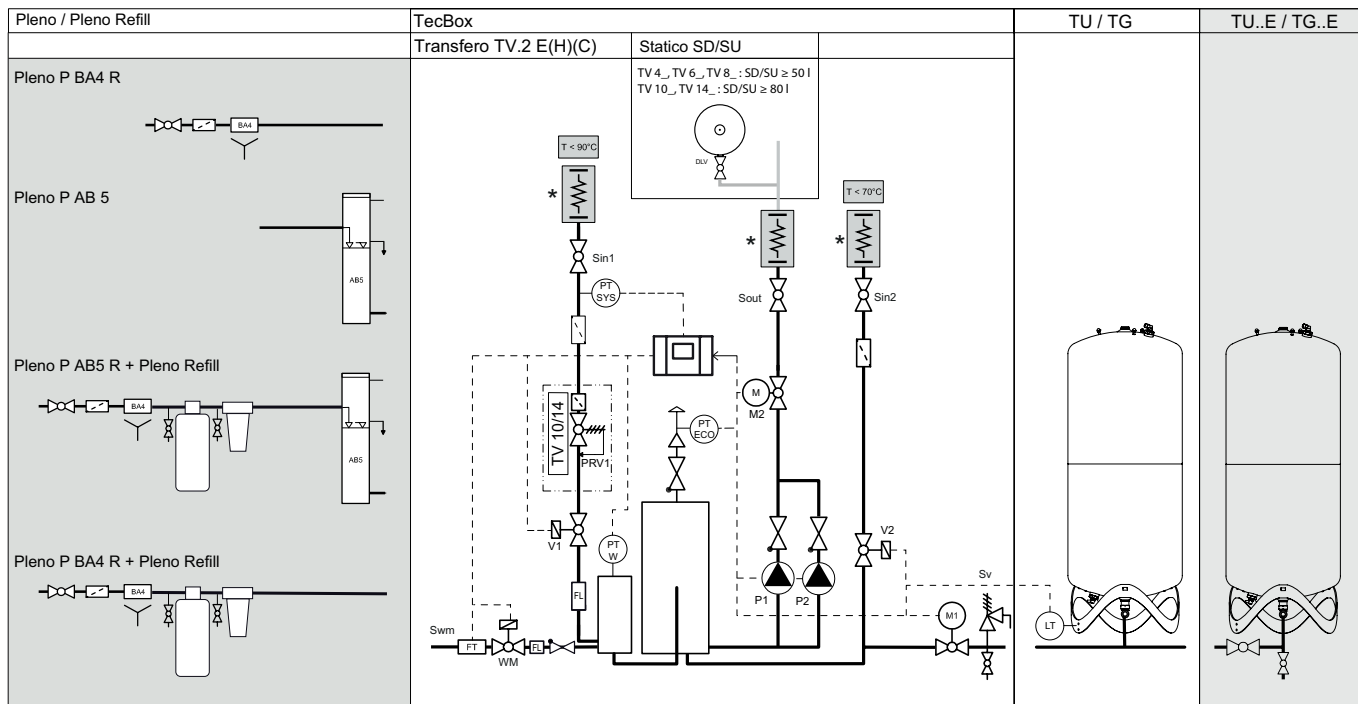 Pleno / Pleno Refill
TecBox
TU / TG
TU..E / TG..E
Transfero TV.2 E(H)(C)
Statico SD/SU
Pleno P BA4 R
BA4
Pleno P AB 5
AB5
Pleno P AB5 R + Pleno Refill
BA4
AB5
Pleno P BA4 R + Pleno Refill
BA4
TV 4_, TV 6_, TV 8_ : SD/SU ≥ 50 l
TV 10_, TV 14_ : SD/SU ≥ 80 l
DLV
T < 90°C
T < 70°C
*
*
*
Sin1
PT
SYS
Sout
Sin2
M
M2
PT
ECO
TV 10/14
PRV1
V1
PT
W
V2
FL
P1
P2
Sv
M1
LT
Swm
FT
WM
FL